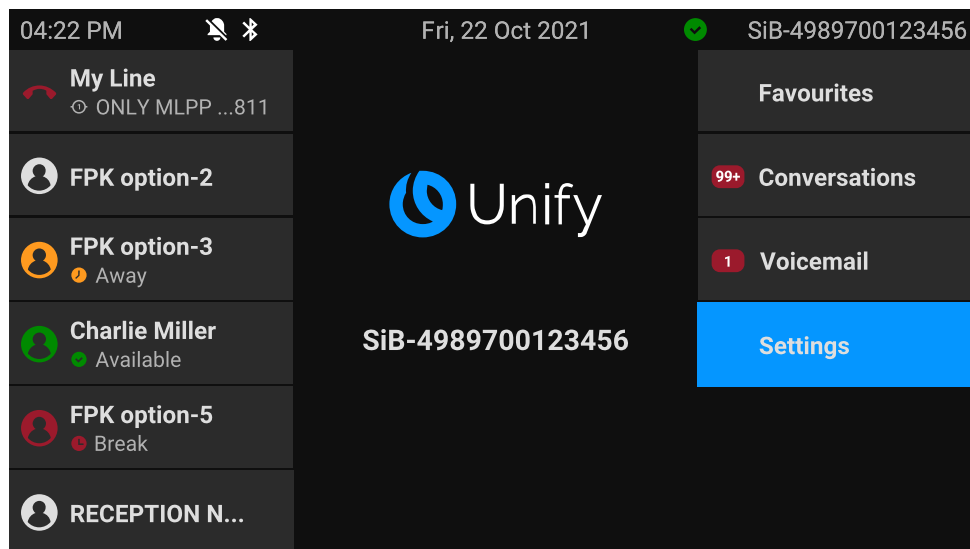 04:22 PM
Fri, 22 Oct 2021
SiB-4989700123456
My Line
ONLY MLPP ...811
FPK option-2
FPK option-3
Away
Charlie Miller
Available
FPK option-5
Break
RECEPTION N...
Unify
SiB-4989700123456
Favourites
99+ Conversations
1 Voicemail
Settings